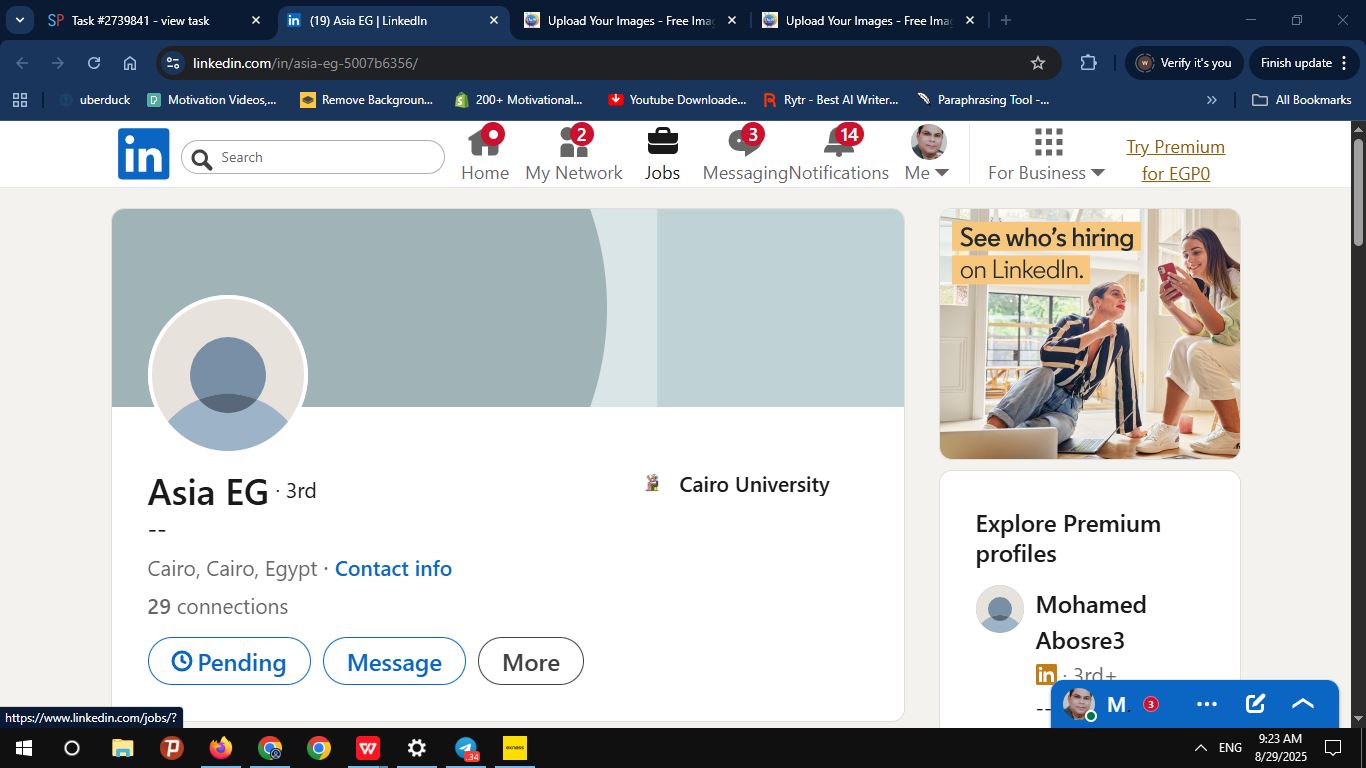 Task #2739841 - view task
(19) Asia EG | LinkedIn
Upload Your Images - Free Imag
Upload Your Images - Free Imag
linkedin.com/in/asia-eg-5007b6356/
Verify it's you
Finish update
uberduck
Motivation Videos,...
Remove Backgroun...
200+ Motivational...
Youtube Downloade...
Rytr - Best AI Writer...
Paraphrasing Tool -...
All Bookmarks
in
Search
Home
2
My Network
Jobs
3
Messaging
14
Notifications
Me
For Business
Try Premium
for EGP0
See who's hiring
on LinkedIn.
Asia EG · 3rd
--
Cairo University
Cairo, Cairo, Egypt · Contact info
29 connections
Pending
Message
More
Explore Premium
profiles
Mohamed
Abosre3
in · 3rd+
--
M.
3
https://www.linkedin.com/jobs/?
34
exness
ENG
9:23 AM
8/29/2025